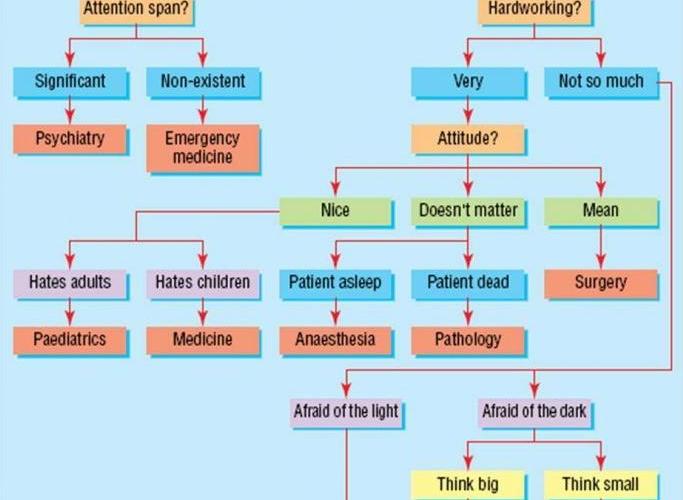 Attention span?
Hardworking?
Significant
Non-existent
Very
Not so much
Psychiatry
Emergency
medicine
Attitude?
Nice
Doesn't matter
Mean
Hates adults
Hates children
Patient asleep
Patient dead
Surgery
Paediatrics
Medicine
Anaesthesia
Pathology
Afraid of the light
Afraid of the dark
Think big
Think small